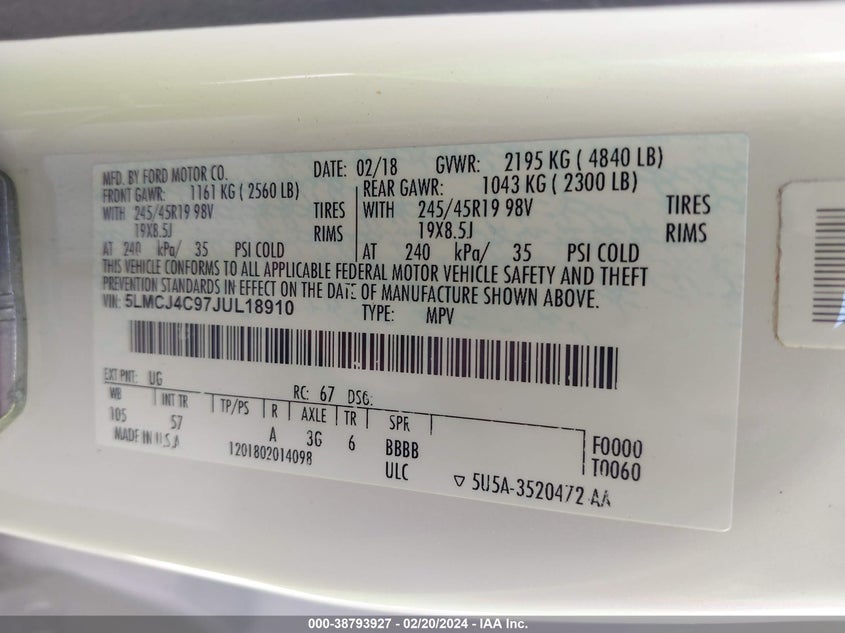 MFD. BY FORD MOTOR CO. DATE: 02/18 GVWR: 2195 KG ( 4840 LB)
FRONT GAWR: 1161 KG ( 2560 LB) REAR GAWR: 1043 KG ( 2300 LB)
WITH 245/45R19 98V TIRES WITH 245/45R19 98V TIRES
19X8.5J RIMS 19X8.5J RIMS
AT 240 kPa/ 35 PSI COLD AT 240 kPa/ 35 PSI COLD
THIS VEHICLE CONFORMS TO ALL APPLICABLE FEDERAL MOTOR VEHICLE SAFETY AND THEFT
PREVENTION STANDARDS IN EFFECT ON THE DATE OF MANUFACTURE SHOWN ABOVE.
VIN: 5LMCJ4C97JUL18910 TYPE: MPV
EXT PNT: UG RC: 67 DSO:
WB INT TR TP/PS R AXLE TR SPR
105 57 A 3G 6 BBBB F0000
MADE IN U.S.A 1201802014098 ULC T0060
▽ 5U5A-3520472 AA
000-38793927 - 02/20/2024 - IAA Inc.